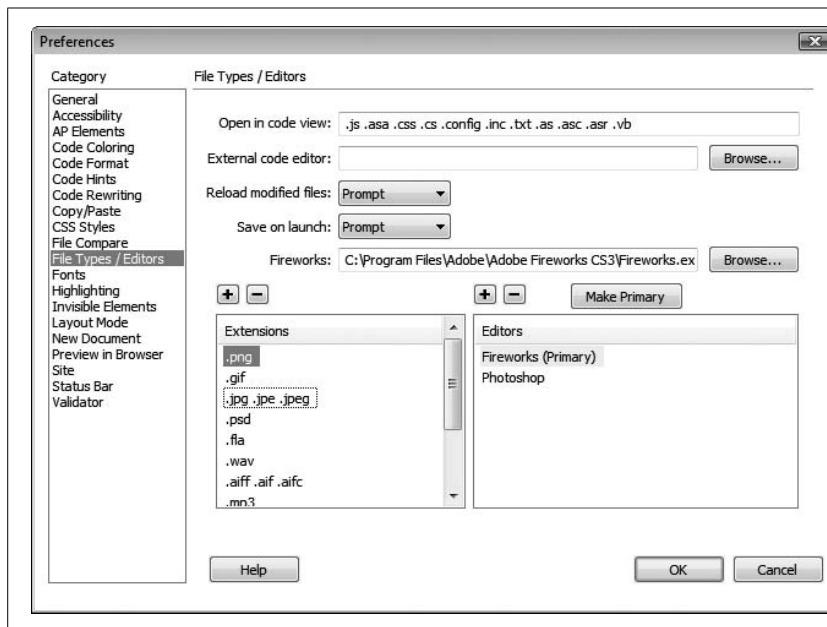 Preferences
Category
General
Accessibility
AP Elements
Code Coloring
Code Format
Code Hints
Code Rewriting
Copy/Paste
CSS Styles
File Compare
File Types / Editors
Fonts
Highlighting
Invisible Elements
Layout Mode
New Document
Preview in Browser
Site
Status Bar
Validator
File Types / Editors
Open in code view: .js .asa .css .cs .config .inc .txt .as .asc .asr .vb
External code editor: Browse...
Reload modified files: Prompt
Save on launch: Prompt
Fireworks: C:\Program Files\Adobe\Adobe Fireworks CS3\Fireworks.ex Browse...
+ − + − Make Primary
Extensions
.png
.gif
.jpg .jpe .jpeg
.psd
.fla
.wav
.aiff .aif .aifc
.mp3
Editors
Fireworks (Primary)
Photoshop
Help OK Cancel